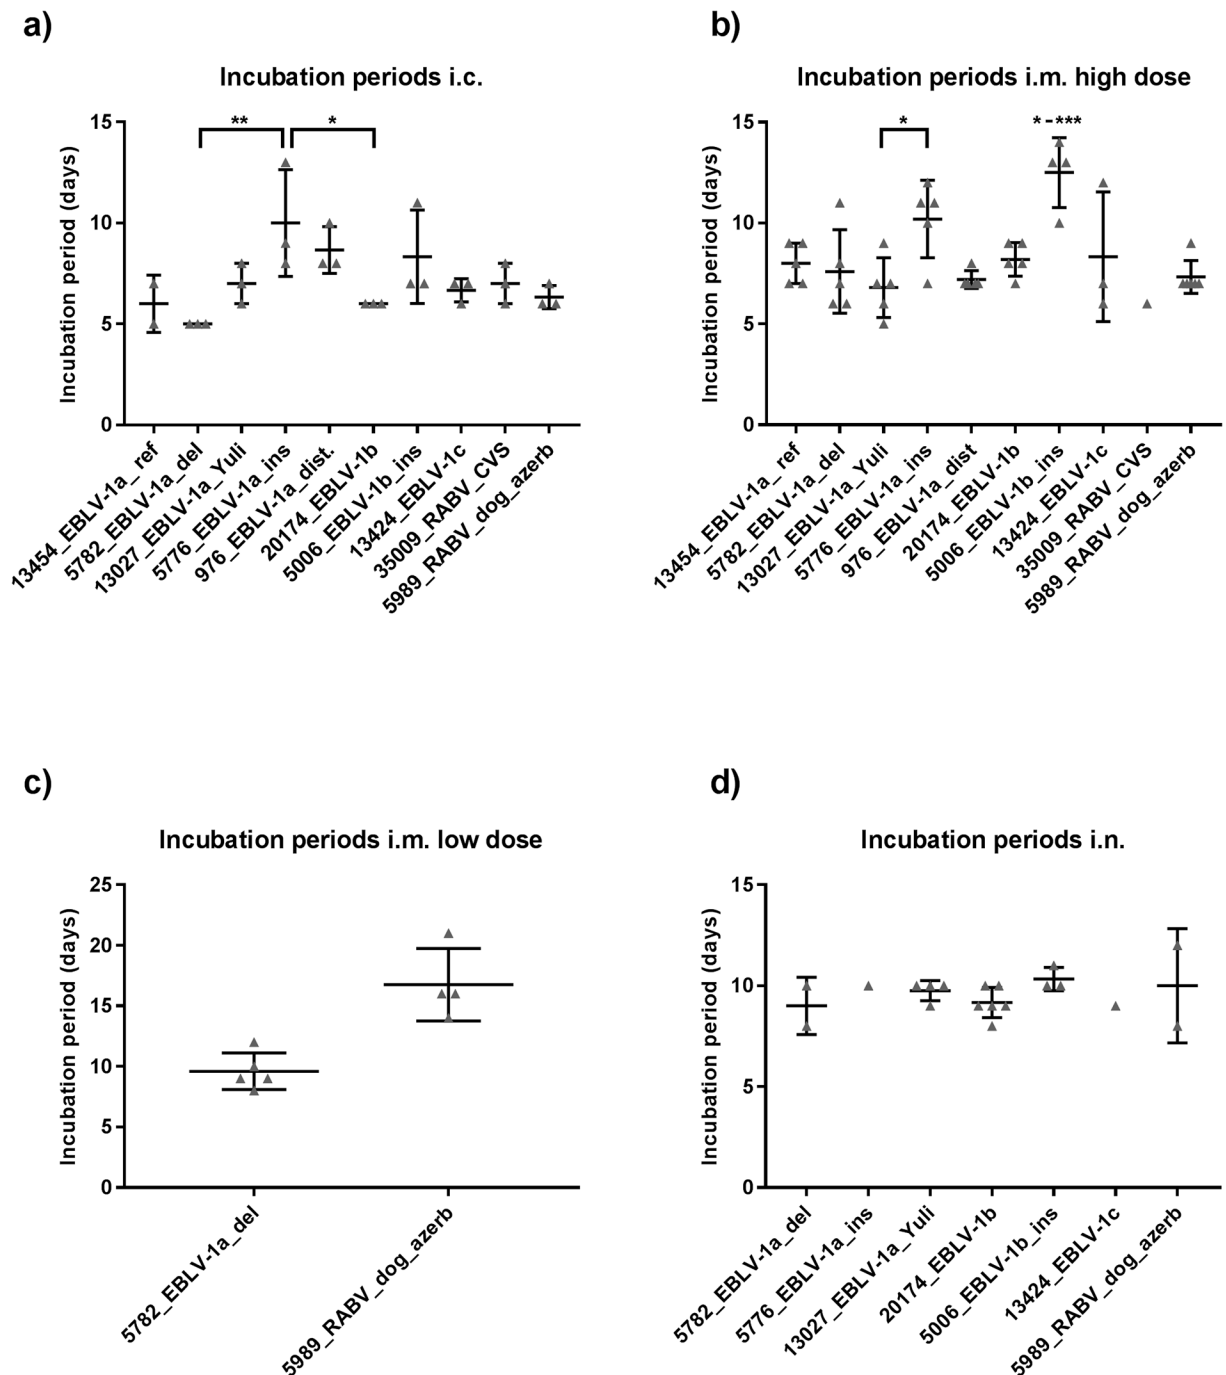 a)
Incubation periods i.c.
Incubation period (days)
15
10
5
0
**
*
13454_EBLV-1a_ref
5782_EBLV-1a_del
13027_EBLV-1a_Yuli
5776_EBLV-1a_ins
976_EBLV-1a_dist.
20174_EBLV-1b
5006_EBLV-1b_ins
13424_EBLV-1c
35009_RABV_CVS
5989_RABV_dog_azerb
b)
Incubation periods i.m. high dose
Incubation period (days)
15
10
5
0
*
*-***
13454_EBLV-1a_ref
5782_EBLV-1a_del
13027_EBLV-1a_Yuli
5776_EBLV-1a_ins
976_EBLV-1a_dist
20174_EBLV-1b
5006_EBLV-1b_ins
13424_EBLV-1c
35009_RABV_CVS
5989_RABV_dog_azerb
c)
Incubation periods i.m. low dose
Incubation period (days)
25
20
15
10
5
0
5782_EBLV-1a_del
5989_RABV_dog_azerb
d)
Incubation periods i.n.
Incubation period (days)
15
10
5
0
5782_EBLV-1a_del
5776_EBLV-1a_ins
13027_EBLV-1a_Yuli
20174_EBLV-1b
5006_EBLV-1b_ins
13424_EBLV-1c
5989_RABV_dog_azerb